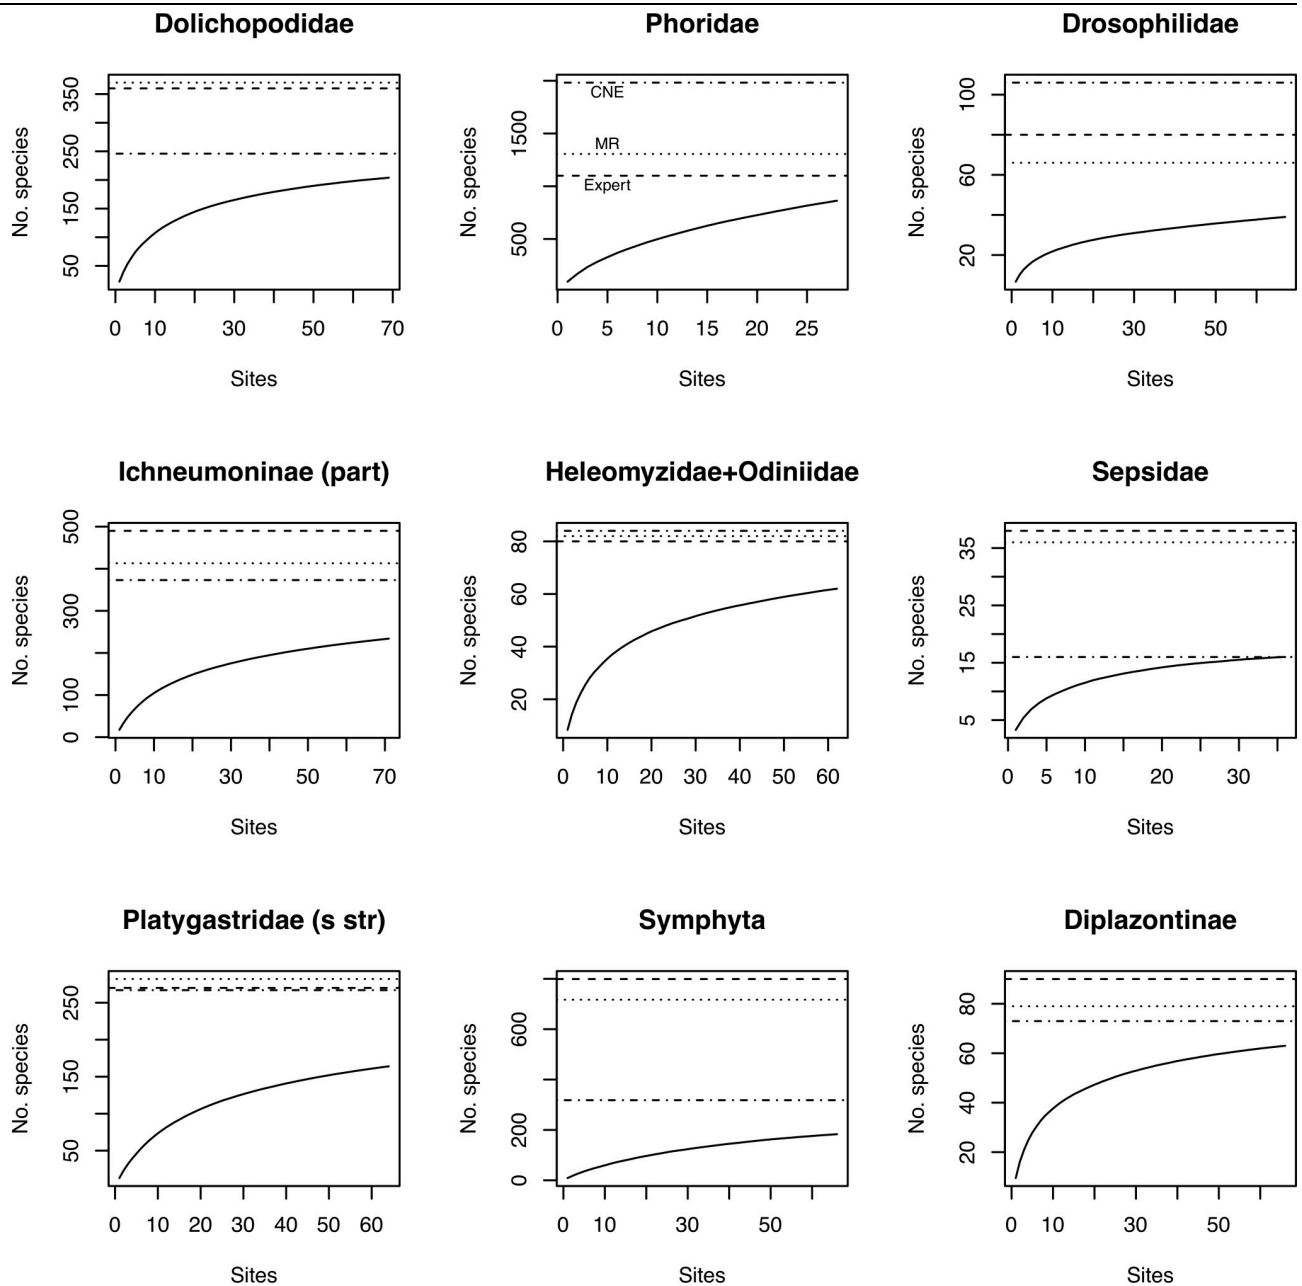 Dolichopodidae
No. species
350
250
150
50
0 10 30 50 70
Sites
Phoridae
No. species
1500
500
CNE
MR
Expert
0 5 10 15 20 25
Sites
Drosophilidae
No. species
100
60
20
0 10 30 50
Sites
Ichneumoninae (part)
No. species
500
300
100
0
0 10 30 50 70
Sites
Heleomyzidae+Odiniidae
No. species
80
60
40
20
0 10 20 30 40 50 60
Sites
Sepsidae
No. species
35
25
15
5
0 5 10 20 30
Sites
Platygastridae (s str)
No. species
250
150
50
0 10 20 30 40 50 60
Sites
Symphyta
No. species
600
200
0
0 10 30 50
Sites
Diplazontinae
No. species
80
60
40
20
0 10 30 50
Sites